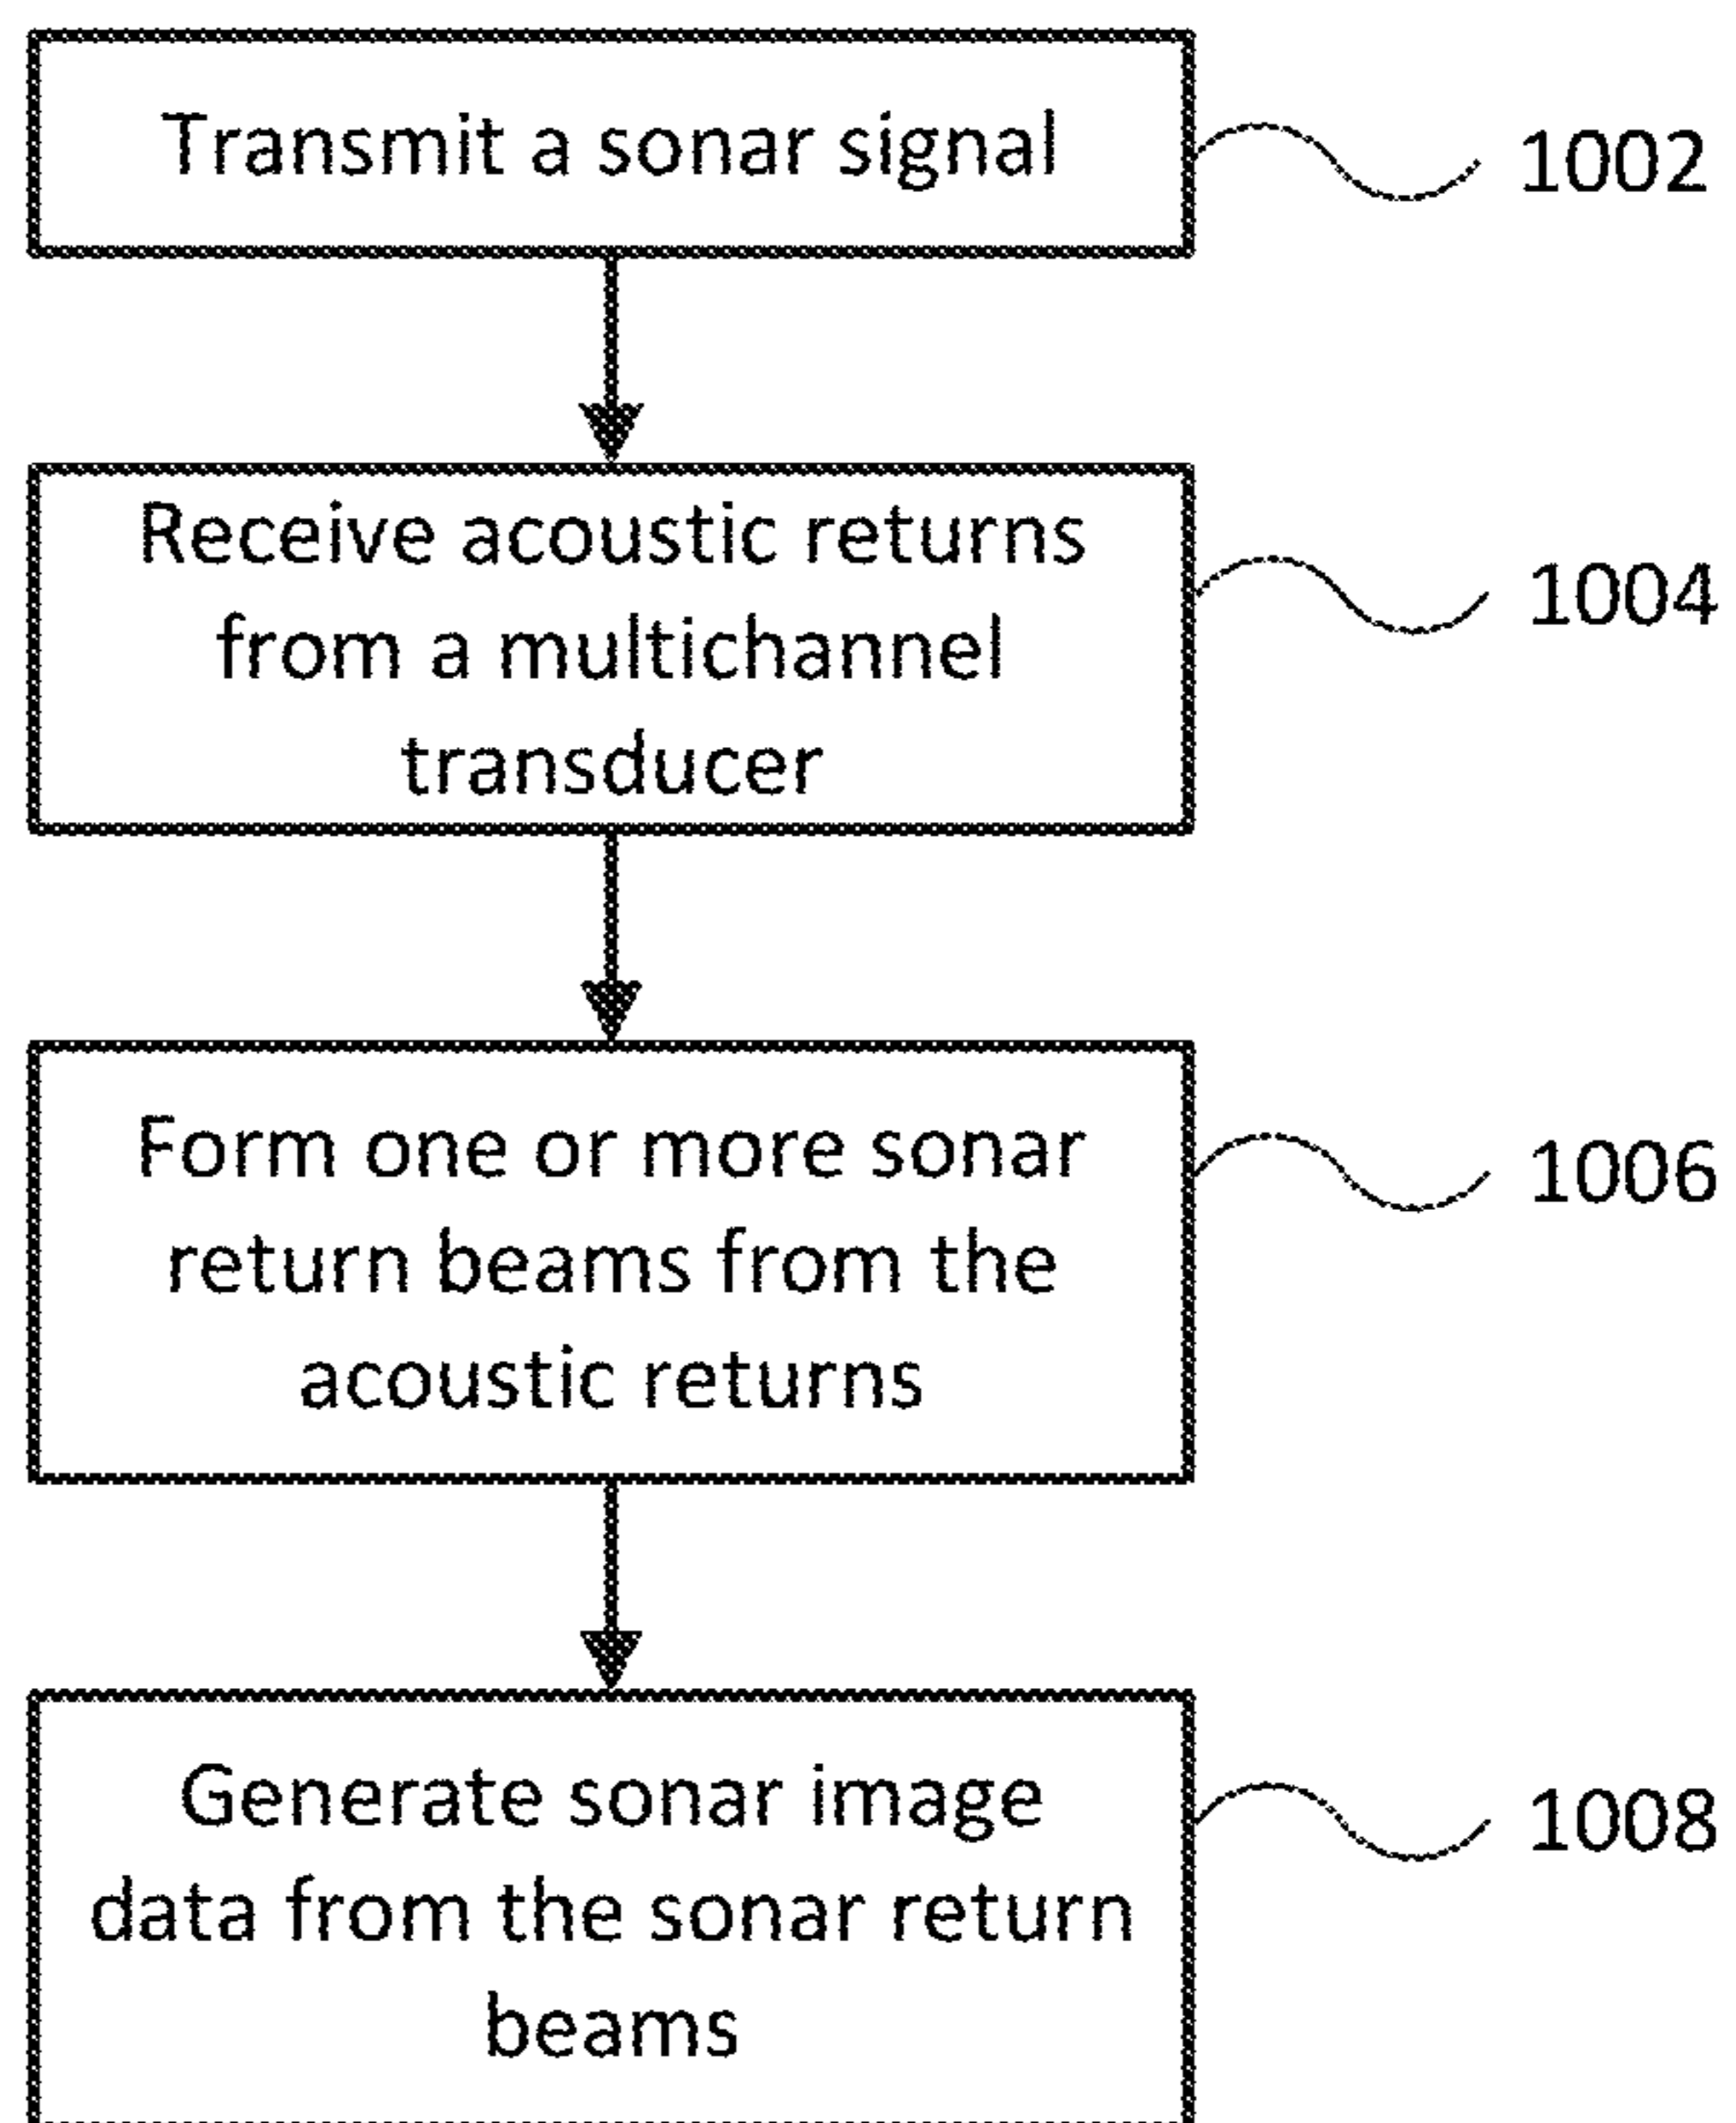 Transmit a sonar signal
1002
Receive acoustic returns
from a multichannel
transducer
1004
Form one or more sonar
return beams from the
acoustic returns
1006
Generate sonar image
data from the sonar return
beams
1008